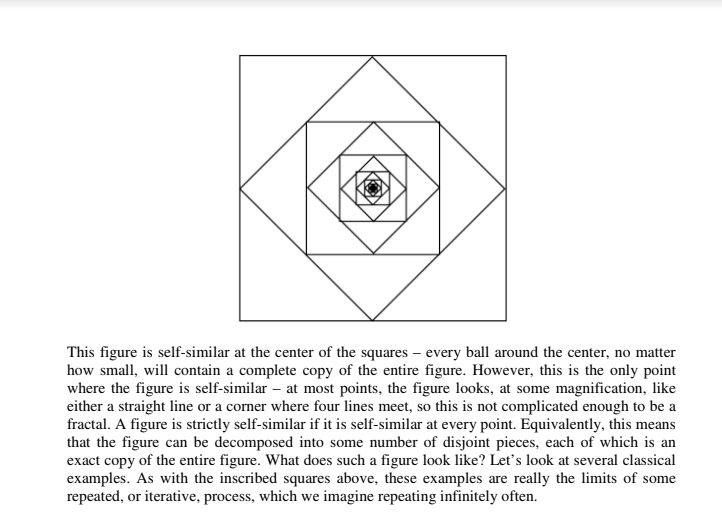 This figure is self-similar at the center of the squares – every ball around the center, no matter
how small, will contain a complete copy of the entire figure. However, this is the only point
where the figure is self-similar – at most points, the figure looks, at some magnification, like
either a straight line or a corner where four lines meet, so this is not complicated enough to be a
fractal. A figure is strictly self-similar if it is self-similar at every point. Equivalently, this means
that the figure can be decomposed into some number of disjoint pieces, each of which is an
exact copy of the entire figure. What does such a figure look like? Let’s look at several classical
examples. As with the inscribed squares above, these examples are really the limits of some
repeated, or iterative, process, which we imagine repeating infinitely often.